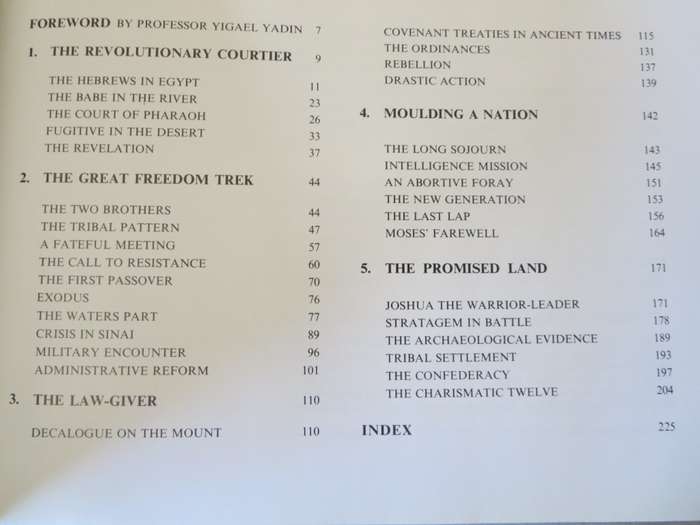 FOREWORD BY PROFESSOR YIGAEL YADIN 7
1. THE REVOLUTIONARY COURTIER 9
THE HEBREWS IN EGYPT 11
THE BABE IN THE RIVER 23
THE COURT OF PHARAOH 26
FUGITIVE IN THE DESERT 33
THE REVELATION 37
2. THE GREAT FREEDOM TREK 44
THE TWO BROTHERS 44
THE TRIBAL PATTERN 47
A FATEFUL MEETING 57
THE CALL TO RESISTANCE 60
THE FIRST PASSOVER 70
EXODUS 76
THE WATERS PART 77
CRISIS IN SINAI 89
MILITARY ENCOUNTER 96
ADMINISTRATIVE REFORM 101
3. THE LAW-GIVER 110
DECALOGUE ON THE MOUNT 110
COVENANT TREATIES IN ANCIENT TIMES 115
THE ORDINANCES 131
REBELLION 137
DRASTIC ACTION 139
4. MOULDING A NATION 142
THE LONG SOJOURN 143
INTELLIGENCE MISSION 145
AN ABORTIVE FORAY 151
THE NEW GENERATION 153
THE LAST LAP 156
MOSES' FAREWELL 164
5. THE PROMISED LAND 171
JOSHUA THE WARRIOR-LEADER 171
STRATAGEM IN BATTLE 178
THE ARCHAEOLOGICAL EVIDENCE 189
TRIBAL SETTLEMENT 193
THE CONFEDERACY 197
THE CHARISMATIC TWELVE 204
INDEX 225